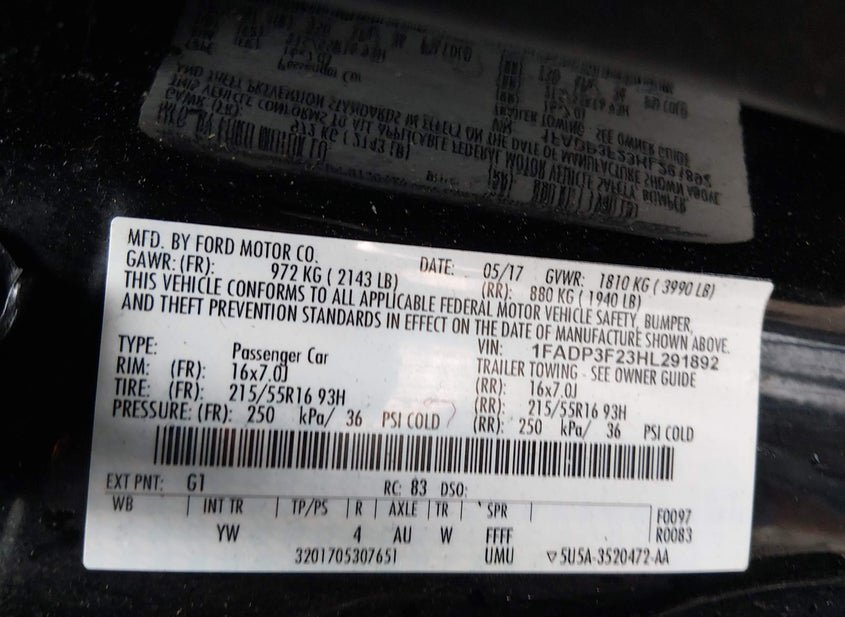 MFD. BY FORD MOTOR CO. DATE: 05/17 GVWR: 1810 KG ( 3990 LB)
GAWR: (FR): 972 KG ( 2143 LB) (RR): 880 KG ( 1940 LB)
THIS VEHICLE CONFORMS TO ALL APPLICABLE FEDERAL MOTOR VEHICLE SAFETY, BUMPER,
AND THEFT PREVENTION STANDARDS IN EFFECT ON THE DATE OF MANUFACTURE SHOWN ABOVE.
VIN: 1FADP3F23HL291892
TYPE: Passenger Car TRAILER TOWING - SEE OWNER GUIDE
RIM: (FR): 16x7.0J (RR): 16x7.0J
TIRE: (FR): 215/55R16 93H (RR): 215/55R16 93H
PRESSURE: (FR): 250 kPa/ 36 PSI COLD (RR): 250 kPa/ 36 PSI COLD
EXT PNT: G1 RC: 83 DSO:
WB INT TR TP/PS R AXLE TR SPR F0097
YW 4 AU W FFFF R0083
3201705307651 UMU ▽5U5A-3520472-AA